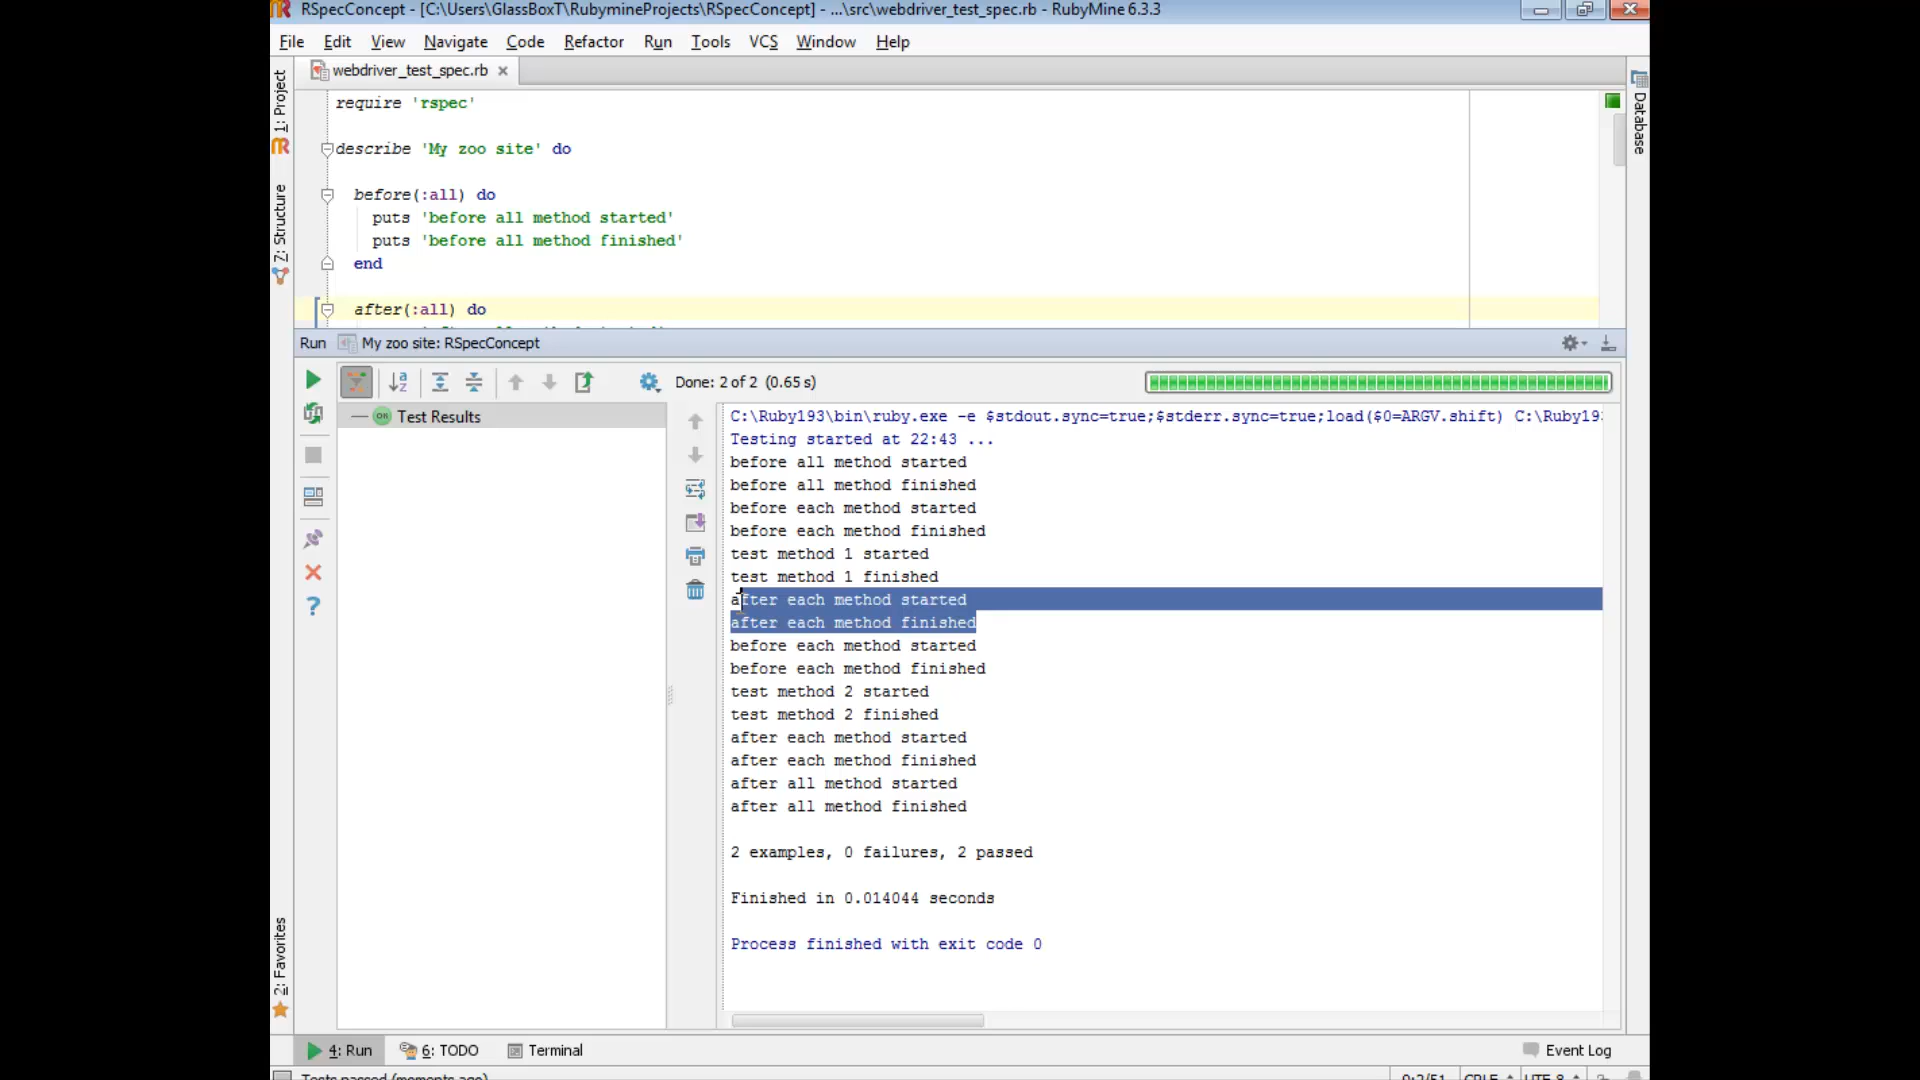 RSpecConcept - [C:\Users\GlassBoxT\RubymineProjects\RSpecConcept] - ...\src\webdriver_test_spec.rb - RubyMine 6.3.3
File Edit View Navigate Code Refactor Run Tools VCS Window Help
webdriver_test_spec.rb
1: Project
7: Structure
2: Favorites
Database
require 'rspec'
describe 'My zoo site' do
before(:all) do
puts 'before all method started'
puts 'before all method finished'
end
after(:all) do
Run My zoo site: RSpecConcept
Done: 2 of 2 (0.65 s)
Test Results
C:\Ruby193\bin\ruby.exe -e $stdout.sync=true;$stderr.sync=true;load($0=ARGV.shift) C:\Ruby193
Testing started at 22:43 ...
before all method started
before all method finished
before each method started
before each method finished
test method 1 started
test method 1 finished
after each method started
after each method finished
before each method started
before each method finished
test method 2 started
test method 2 finished
after each method started
after each method finished
after all method started
after all method finished
2 examples, 0 failures, 2 passed
Finished in 0.014044 seconds
Process finished with exit code 0
4: Run 6: TODO Terminal Event Log
Tests passed (moments ago)